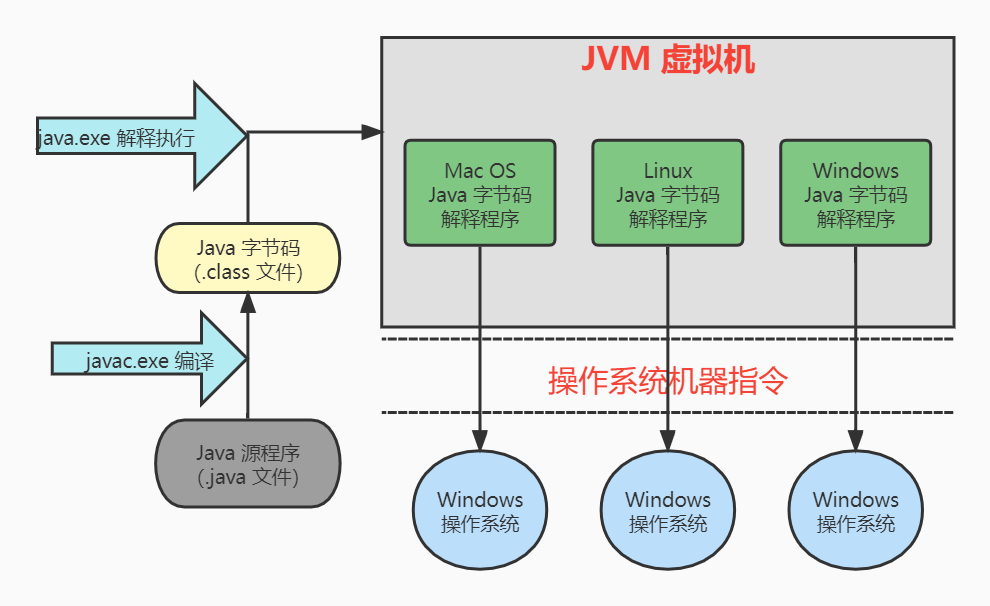 JVM 虚拟机
java.exe 解释执行
Mac OS
Java 字节码
解释程序
Linux
Java 字节码
解释程序
Windows
Java 字节码
解释程序
Java 字节码
(.class 文件)
javac.exe 编译
操作系统机器指令
Java 源程序
(.java 文件)
Windows
操作系统
Windows
操作系统
Windows
操作系统